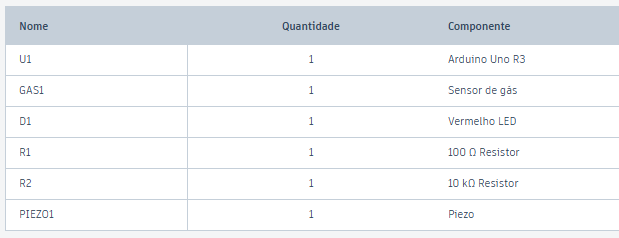 Nome Quantidade Componente
U1 1 Arduino Uno R3
GAS1 1 Sensor de gás
D1 1 Vermelho LED
R1 1 100 Ω Resistor
R2 1 10 kΩ Resistor
PIEZO1 1 Piezo